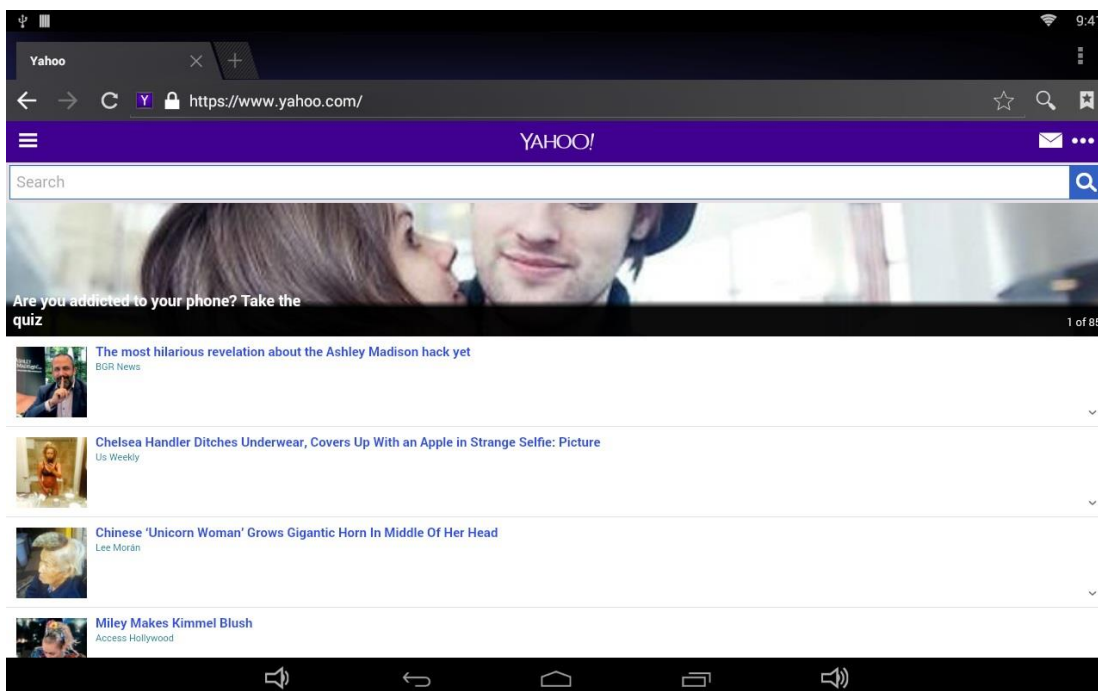 9:41
Yahoo
https://www.yahoo.com/
YAHOO!
Search
Are you addicted to your phone? Take the
quiz
1 of 85
The most hilarious revelation about the Ashley Madison hack yet
BGR News
Chelsea Handler Ditches Underwear, Covers Up With an Apple in Strange Selfie: Picture
Us Weekly
Chinese ‘Unicorn Woman’ Grows Gigantic Horn In Middle Of Her Head
Lee Moran
Miley Makes Kimmel Blush
Access Hollywood